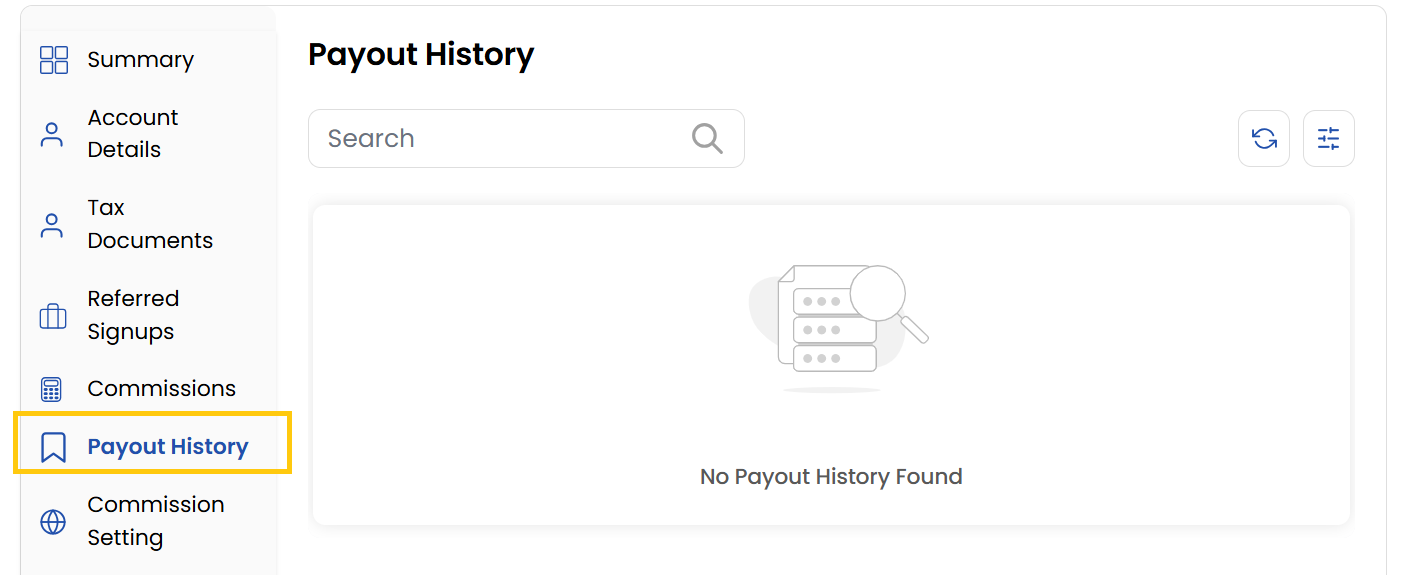 Summary
Account
Details
Tax
Documents
Referred
Signups
Commissions
Payout History
Commission
Setting
Payout History
Search
No Payout History Found